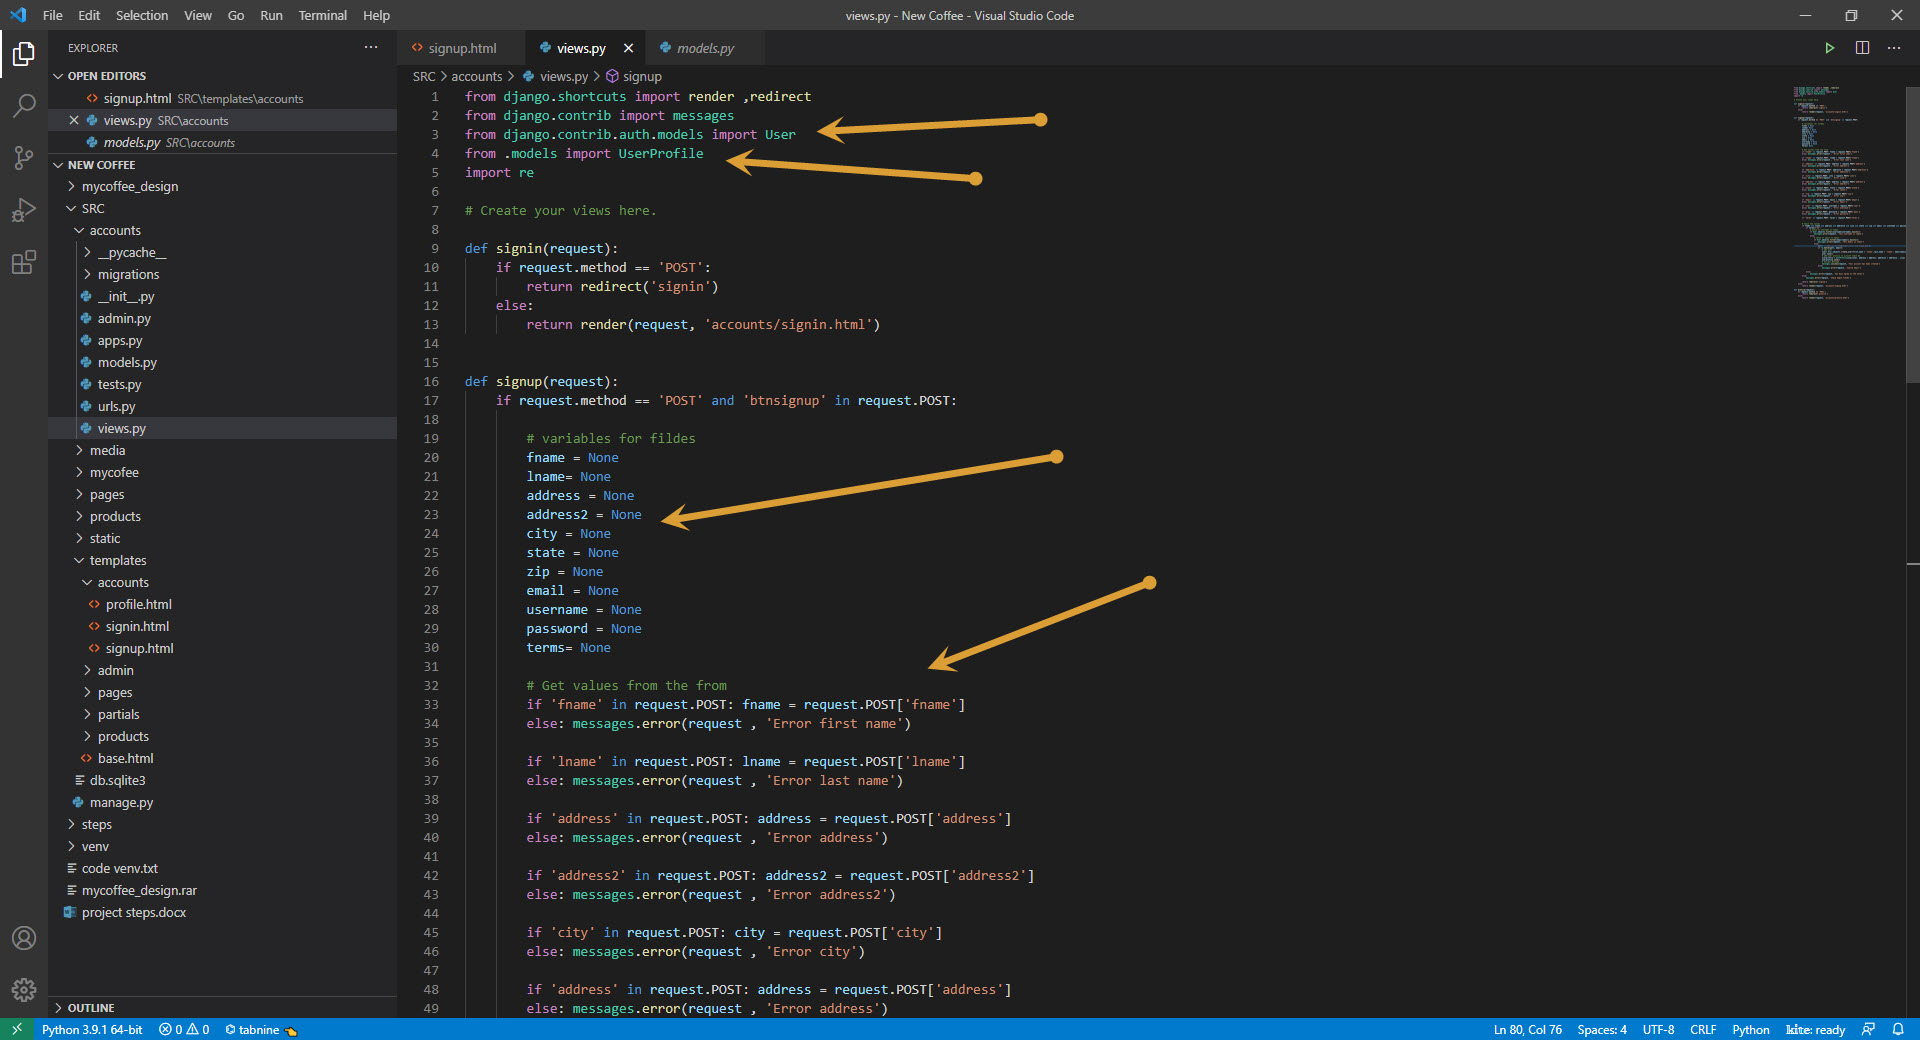 File Edit Selection View Go Run Terminal Help
views.py - New Coffee - Visual Studio Code
EXPLORER
OPEN EDITORS
signup.html SRC\templates\accounts
views.py SRC\accounts
models.py SRC\accounts
NEW COFFEE
mycoffee_design
SRC
accounts
__pycache__
migrations
__init__.py
admin.py
apps.py
models.py
tests.py
urls.py
views.py
media
mycofee
pages
products
static
templates
accounts
profile.html
signin.html
signup.html
admin
pages
partials
products
base.html
db.sqlite3
manage.py
steps
venv
code venv.txt
mycoffee_design.rar
project steps.docx
OUTLINE
signup.html views.py models.py
SRC > accounts > views.py > signup
1 from django.shortcuts import render ,redirect
2 from django.contrib import messages
3 from django.contrib.auth.models import User
4 from .models import UserProfile
5 import re
6
7 # Create your views here.
8
9 def signin(request):
10 if request.method == 'POST':
11 return redirect('signin')
12 else:
13 return render(request, 'accounts/signin.html')
14
15
16 def signup(request):
17 if request.method == 'POST' and 'btnsignup' in request.POST:
18
19 # variables for fildes
20 fname = None
21 lname= None
22 address = None
23 address2 = None
24 city = None
25 state = None
26 zip = None
27 email = None
28 username = None
29 password = None
30 terms= None
31
32 # Get values from the from
33 if 'fname' in request.POST: fname = request.POST['fname']
34 else: messages.error(request , 'Error first name')
35
36 if 'lname' in request.POST: lname = request.POST['lname']
37 else: messages.error(request , 'Error last name')
38
39 if 'address' in request.POST: address = request.POST['address']
40 else: messages.error(request , 'Error address')
41
42 if 'address2' in request.POST: address2 = request.POST['address2']
43 else: messages.error(request , 'Error address2')
44
45 if 'city' in request.POST: city = request.POST['city']
46 else: messages.error(request , 'Error city')
47
48 if 'address' in request.POST: address = request.POST['address']
49 else: messages.error(request , 'Error address')
Python 3.9.1 64-bit 0 0 tabnine
Ln 80, Col 76 Spaces: 4 UTF-8 CRLF Python kite: ready